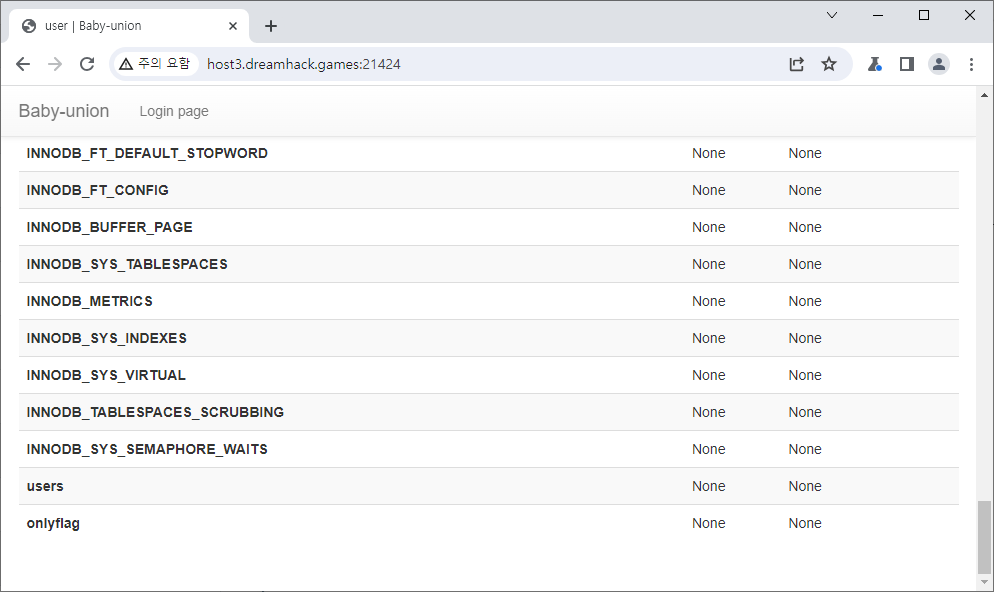 user | Baby-union
주의 요함 host3.dreamhack.games:21424
Baby-union Login page
INNODB_FT_DEFAULT_STOPWORD None None
INNODB_FT_CONFIG None None
INNODB_BUFFER_PAGE None None
INNODB_SYS_TABLESPACES None None
INNODB_METRICS None None
INNODB_SYS_INDEXES None None
INNODB_SYS_VIRTUAL None None
INNODB_TABLESPACES_SCRUBBING None None
INNODB_SYS_SEMAPHORE_WAITS None None
users None None
onlyflag None None